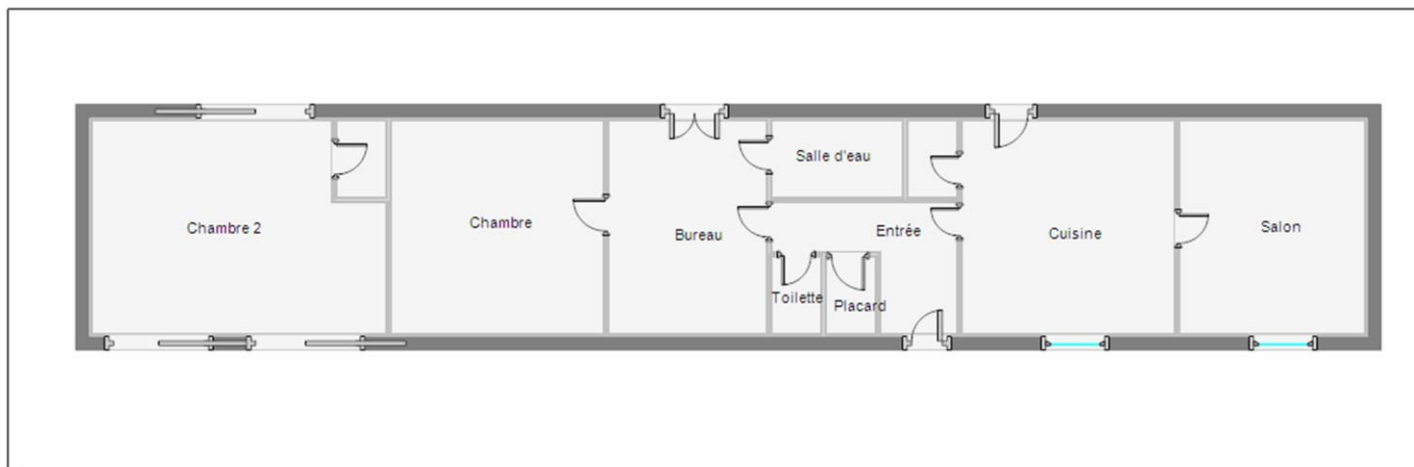 Chambre 2
Chambre
Bureau
Salle d'eau
Entrée
Toilette
Placard
Cuisine
Salon